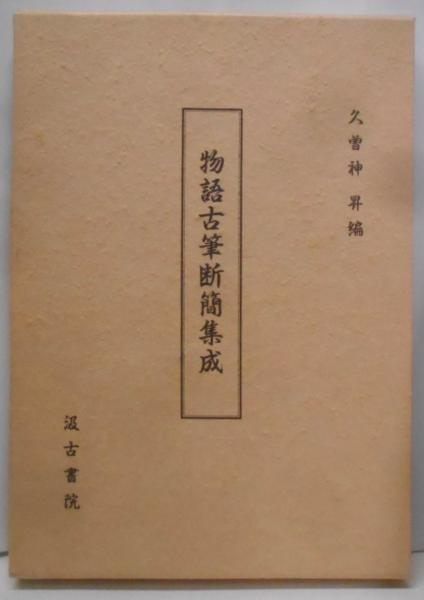 久曽神 昇編
物語古筆断簡集成
汲古書院